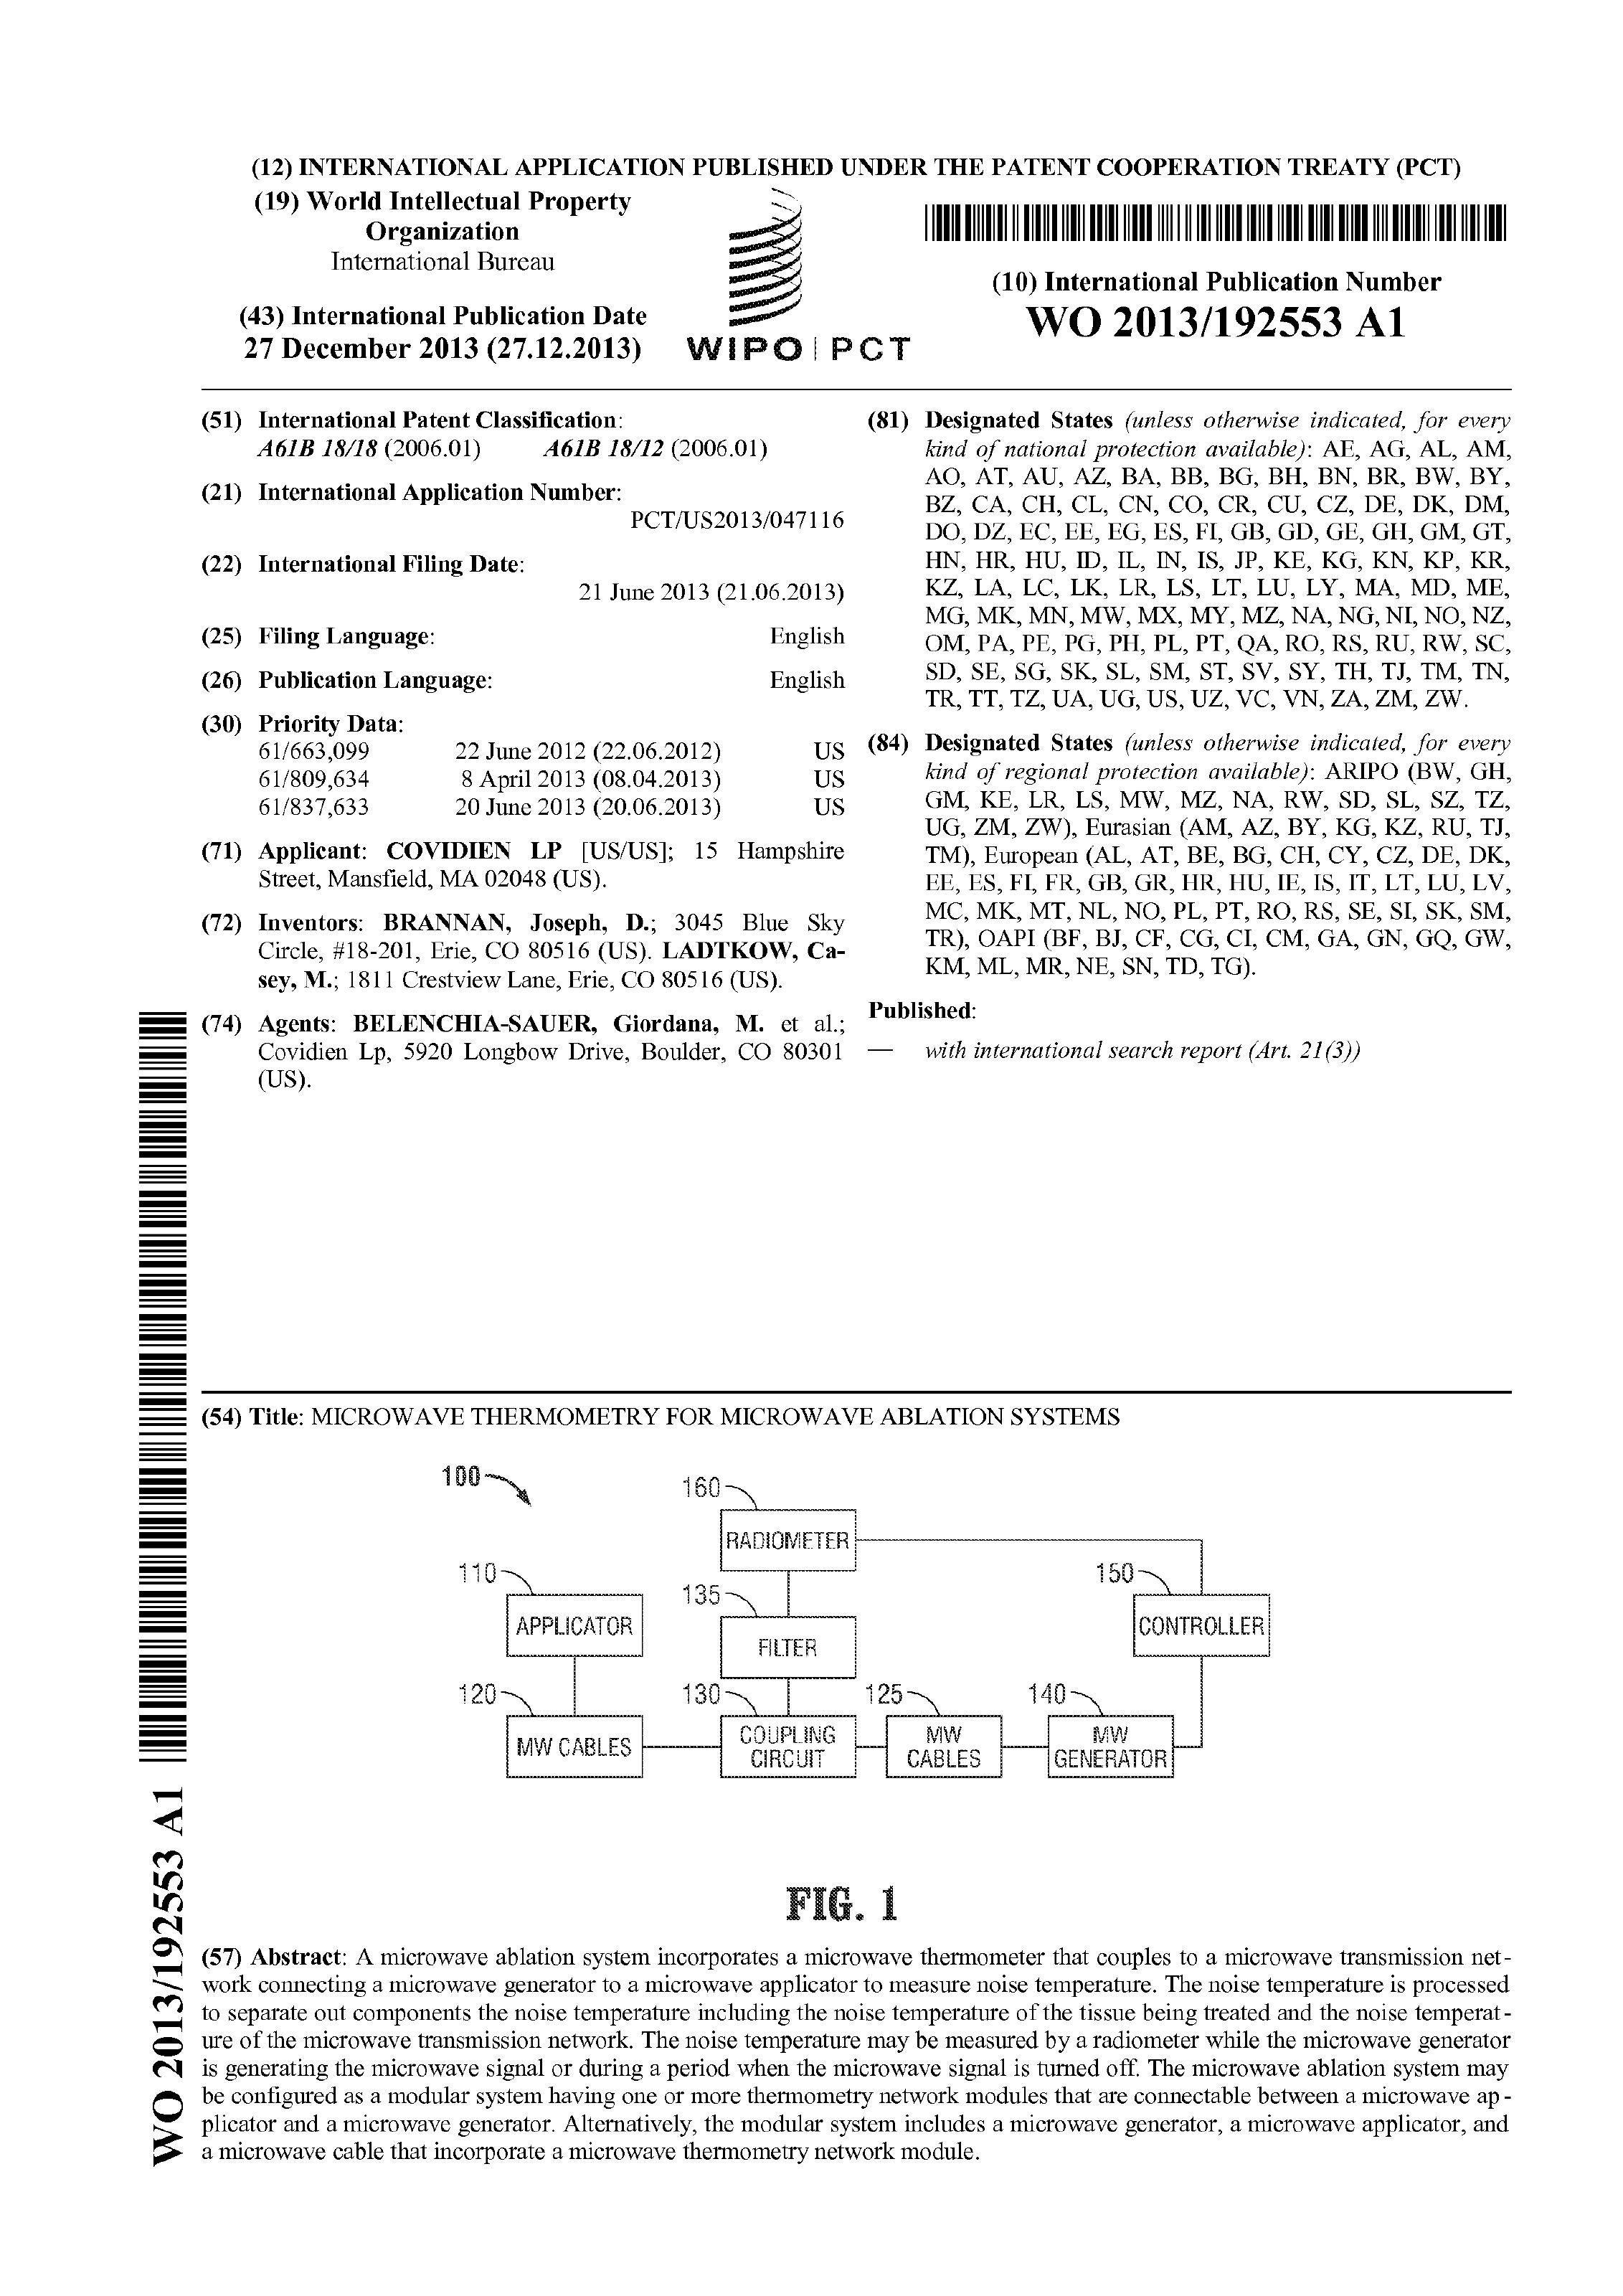 (12) INTERNATIONAL APPLICATION PUBLISHED UNDER THE PATENT COOPERATION TREATY (PCT)
(19) World Intellectual Property
Organization
International Bureau
(43) International Publication Date
27 December 2013 (27.12.2013)
WIPO | PCT
(10) International Publication Number
WO 2013/192553 A1
(51) International Patent Classification:
A61B 18/18 (2006.01) A61B 18/12 (2006.01)
(21) International Application Number:
PCT/US2013/047116
(22) International Filing Date:
21 June 2013 (21.06.2013)
(25) Filing Language: English
(26) Publication Language: English
(30) Priority Data:
61/663,099 22 June 2012 (22.06.2012) US
61/809,634 8 April 2013 (08.04.2013) US
61/837,633 20 June 2013 (20.06.2013) US
(71) Applicant: COVIDIEN LP [US/US]; 15 Hampshire
Street, Mansfield, MA 02048 (US).
(72) Inventors: BRANNAN, Joseph, D.; 3045 Blue Sky
Circle, #18-201, Erie, CO 80516 (US). LADTKOW, Ca-
sey, M.; 1811 Crestview Lane, Erie, CO 80516 (US).
(74) Agents: BELENCHIA-SAUER, Giordana, M. et al.;
Covidien Lp, 5920 Longbow Drive, Boulder, CO 80301
(US).
(81) Designated States (unless otherwise indicated, for every
kind of national protection available): AE, AG, AL, AM,
AO, AT, AU, AZ, BA, BB, BG, BH, BN, BR, BW, BY,
BZ, CA, CH, CL, CN, CO, CR, CU, CZ, DE, DK, DM,
DO, DZ, EC, EE, EG, ES, FI, GB, GD, GE, GH, GM, GT,
HN, HR, HU, ID, IL, IN, IS, JP, KE, KG, KN, KP, KR,
KZ, LA, LC, LK, LR, LS, LT, LU, LY, MA, MD, ME,
MG, MK, MN, MW, MX, MY, MZ, NA, NG, NI, NO, NZ,
OM, PA, PE, PG, PH, PL, PT, QA, RO, RS, RU, RW, SC,
SD, SE, SG, SK, SL, SM, ST, SV, SY, TH, TJ, TM, TN,
TR, TT, TZ, UA, UG, US, UZ, VC, VN, ZA, ZM, ZW.
(84) Designated States (unless otherwise indicated, for every
kind of regional protection available): ARIPO (BW, GH,
GM, KE, LR, LS, MW, MZ, NA, RW, SD, SL, SZ, TZ,
UG, ZM, ZW), Eurasian (AM, AZ, BY, KG, KZ, RU, TJ,
TM), European (AL, AT, BE, BG, CH, CY, CZ, DE, DK,
EE, ES, FI, FR, GB, GR, HR, HU, IE, IS, IT, LT, LU, LV,
MC, MK, MT, NL, NO, PL, PT, RO, RS, SE, SI, SK, SM,
TR), OAPI (BF, BJ, CF, CG, CI, CM, GA, GN, GQ, GW,
KM, ML, MR, NE, SN, TD, TG).
Published:
— with international search report (Art. 21(3))
WO 2013/192553 A1
(54) Title: MICROWAVE THERMOMETRY FOR MICROWAVE ABLATION SYSTEMS
100
160
RADIOMETER
110
APPLICATOR
135
FILTER
150
CONTROLLER
120
MW CABLES
130
COUPLING
CIRCUIT
125
MW
CABLES
140
MW
GENERATOR
FIG. 1
(57) Abstract: A microwave ablation system incorporates a microwave thermometer that couples to a microwave transmission net-
work connecting a microwave generator to a microwave applicator to measure noise temperature. The noise temperature is processed
to separate out components the noise temperature including the noise temperature of the tissue being treated and the noise temperat-
ure of the microwave transmission network. The noise temperature may be measured by a radiometer while the microwave generator
is generating the microwave signal or during a period when the microwave signal is turned off. The microwave ablation system may
be configured as a modular system having one or more thermometry network modules that are connectable between a microwave ap-
plicator and a microwave generator. Alternatively, the modular system includes a microwave generator, a microwave applicator, and
a microwave cable that incorporate a microwave thermometry network module.